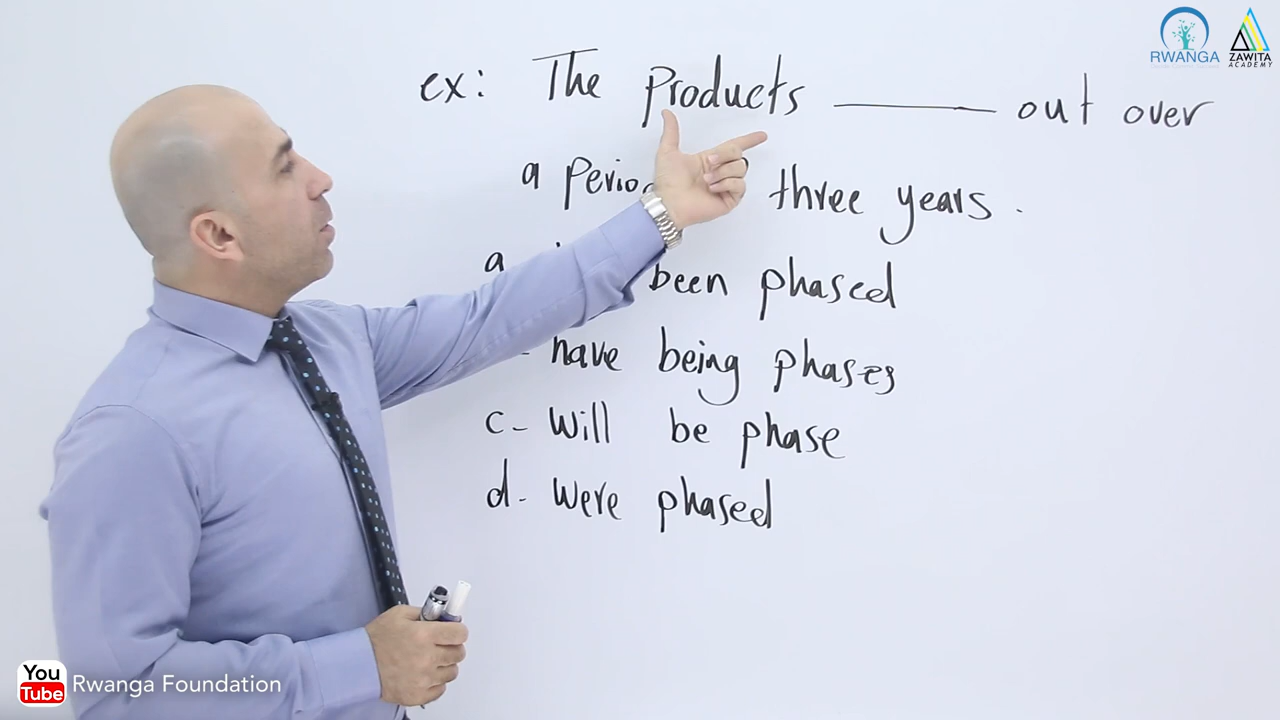 RWANGA
ZAWITA
ACADEMY
ex: The Products ______ out over
a three years .
a been phased
- have being phases
c- Will be phase
d- Were phased
You
Tube
Rwanga Foundation